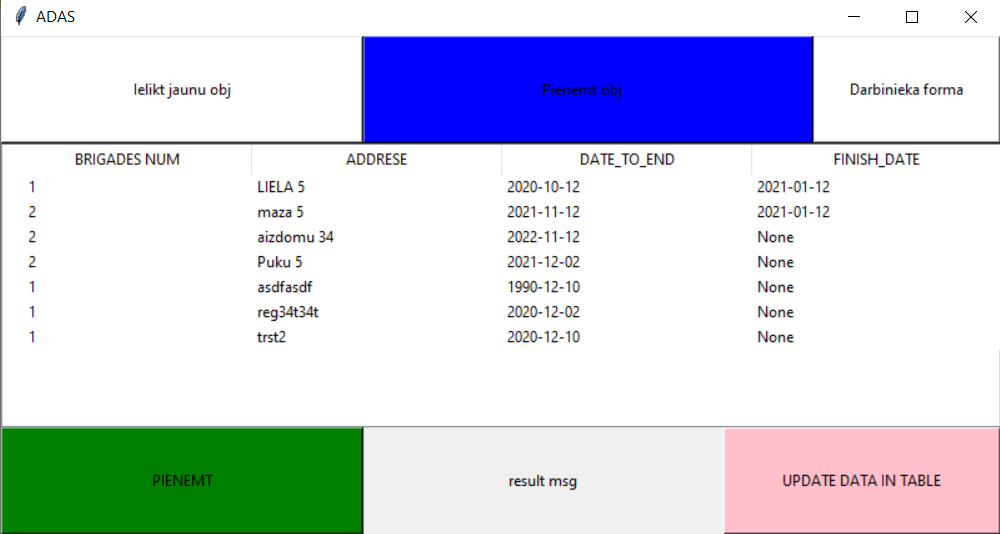 ADAS
Ielikt jaunu obj Pienemt obj Darbinieka forma
BRIGADES NUM ADDRESE DATE_TO_END FINISH_DATE
1 LIELA 5 2020-10-12 2021-01-12
2 maza 5 2021-11-12 2021-01-12
2 aizdomu 34 2022-11-12 None
2 Puku 5 2021-12-02 None
1 asdfasdf 1990-12-10 None
1 reg34t34t 2020-12-02 None
1 trst2 2020-12-10 None
PIENEMT result msg UPDATE DATA IN TABLE